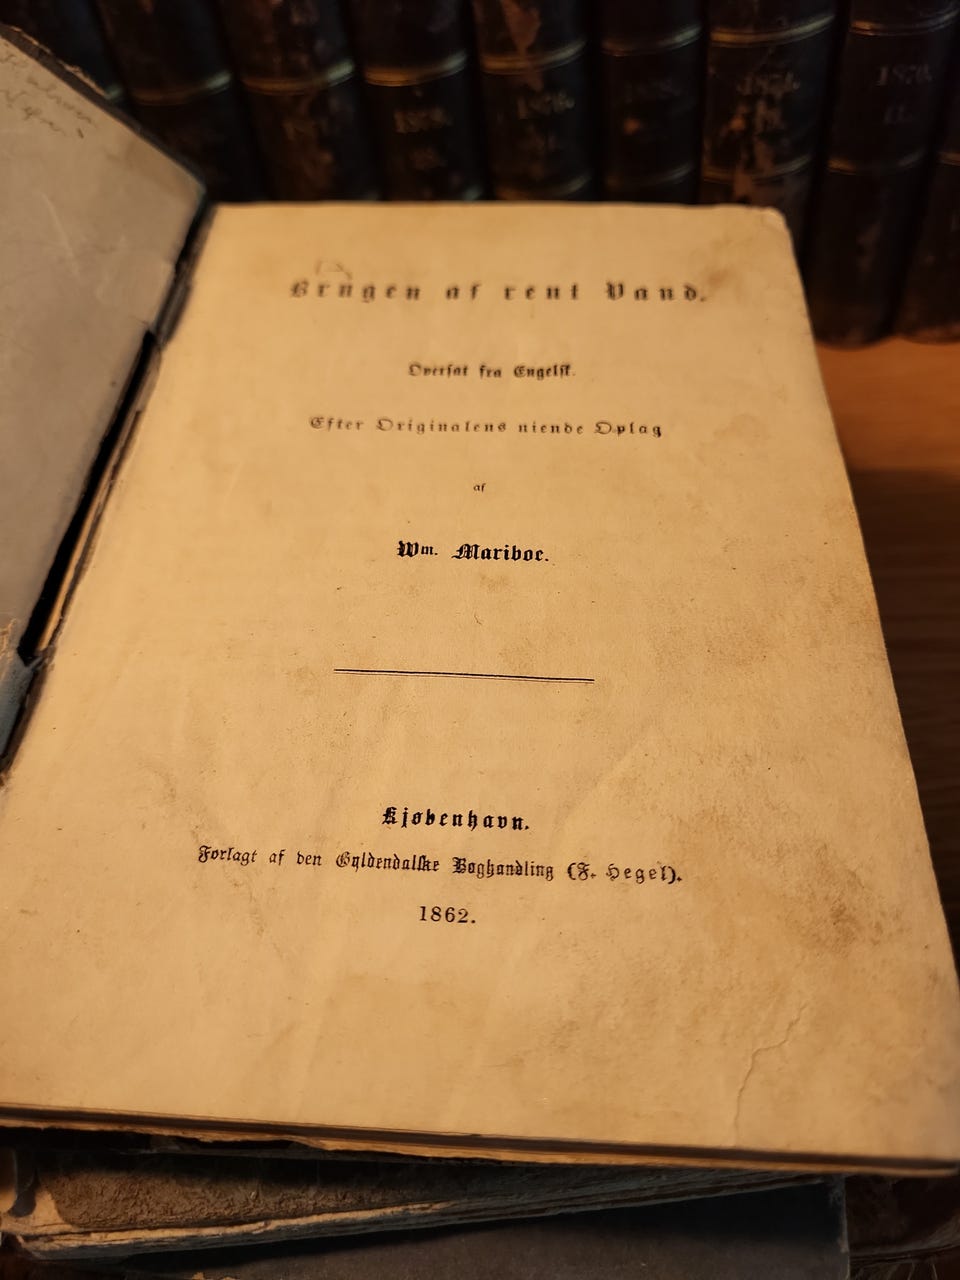 Brugen af rent Vand.
Oversat fra Engelsk.
Efter Originalens niende Oplag
af
Wm. Mariboe.
Kjøbenhavn.
Forlagt af den Gyldendalske Boghandling (F. Hegel).
1862.